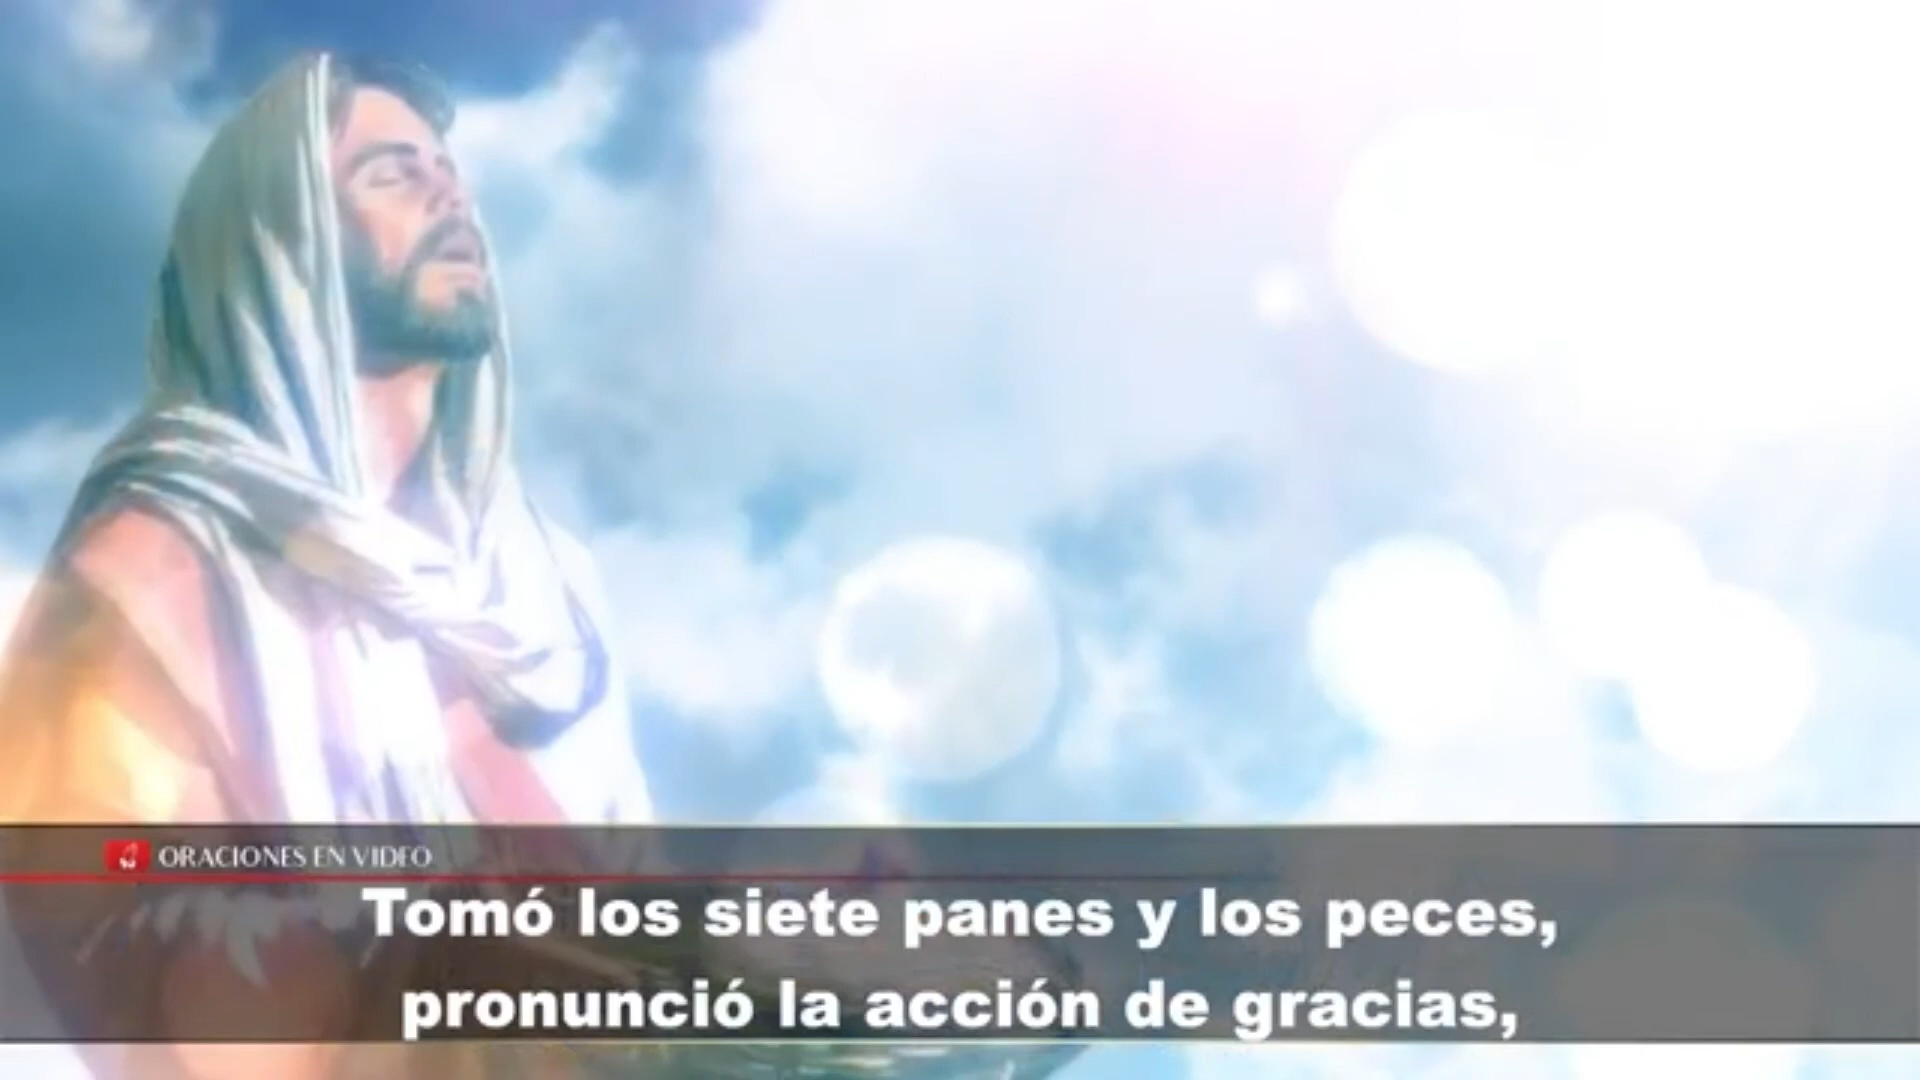 ORACIONES EN VIDEO
Tomó los siete panes y los peces,
pronunció la acción de gracias,